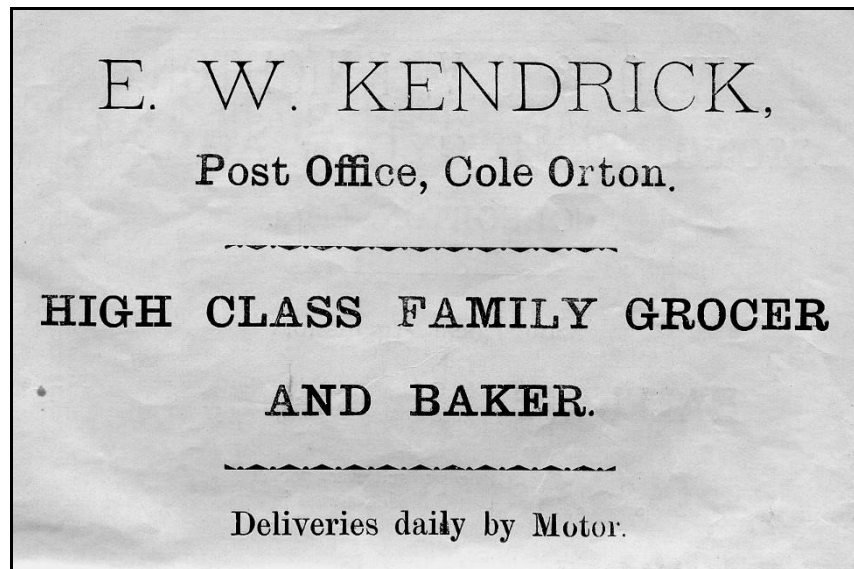 E. W. KENDRICK,
Post Office, Cole Orton.
HIGH CLASS FAMILY GROCER
AND BAKER.
Deliveries daily by Motor.